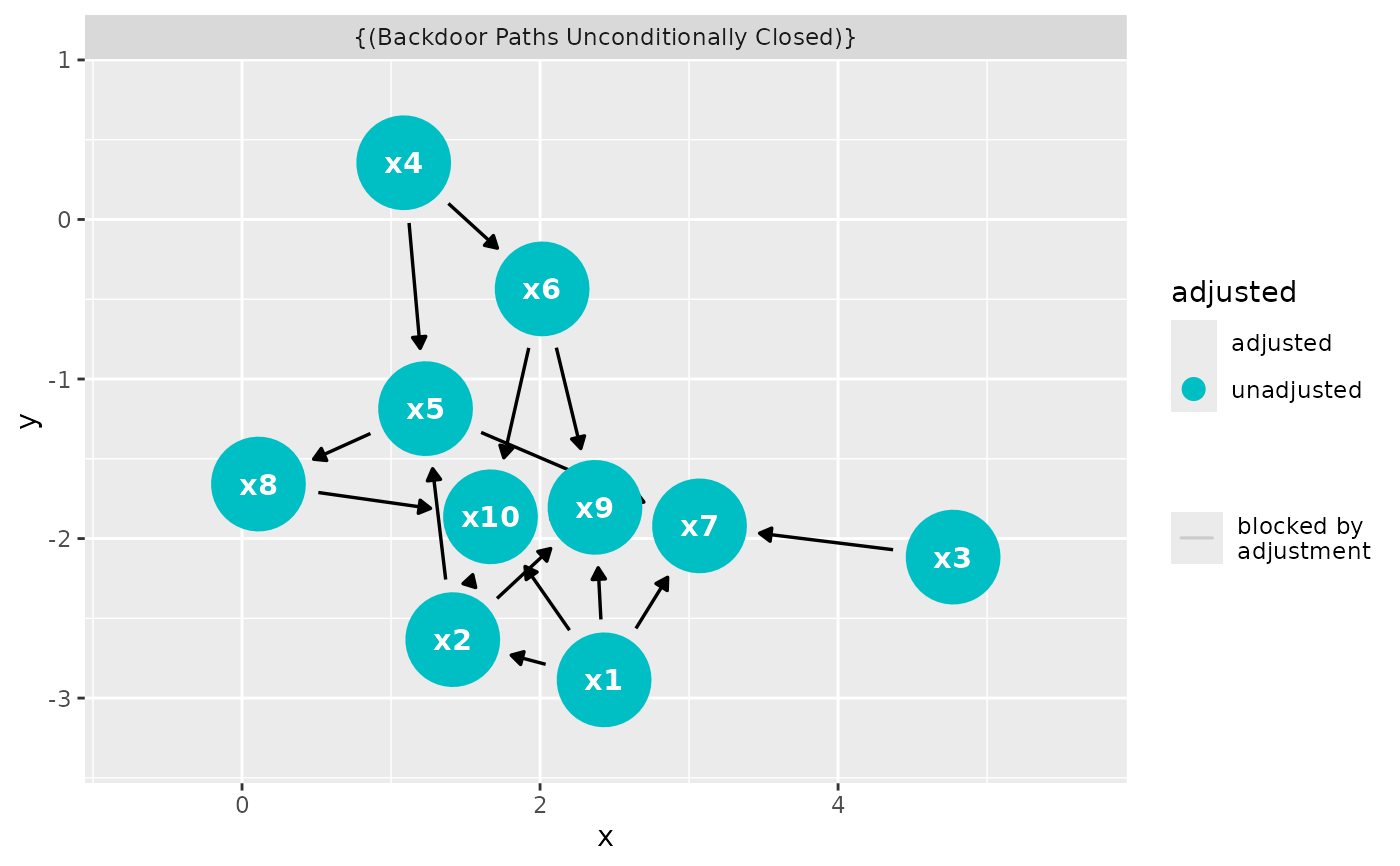 {(Backdoor Paths Unconditionally Closed)}
1
0
-1
-2
-3
y
x4
x6
x5
x8
x10
x9
x7
x3
x2
x1
0
2
4
x
adjusted
adjusted
unadjusted
blocked by
adjustment